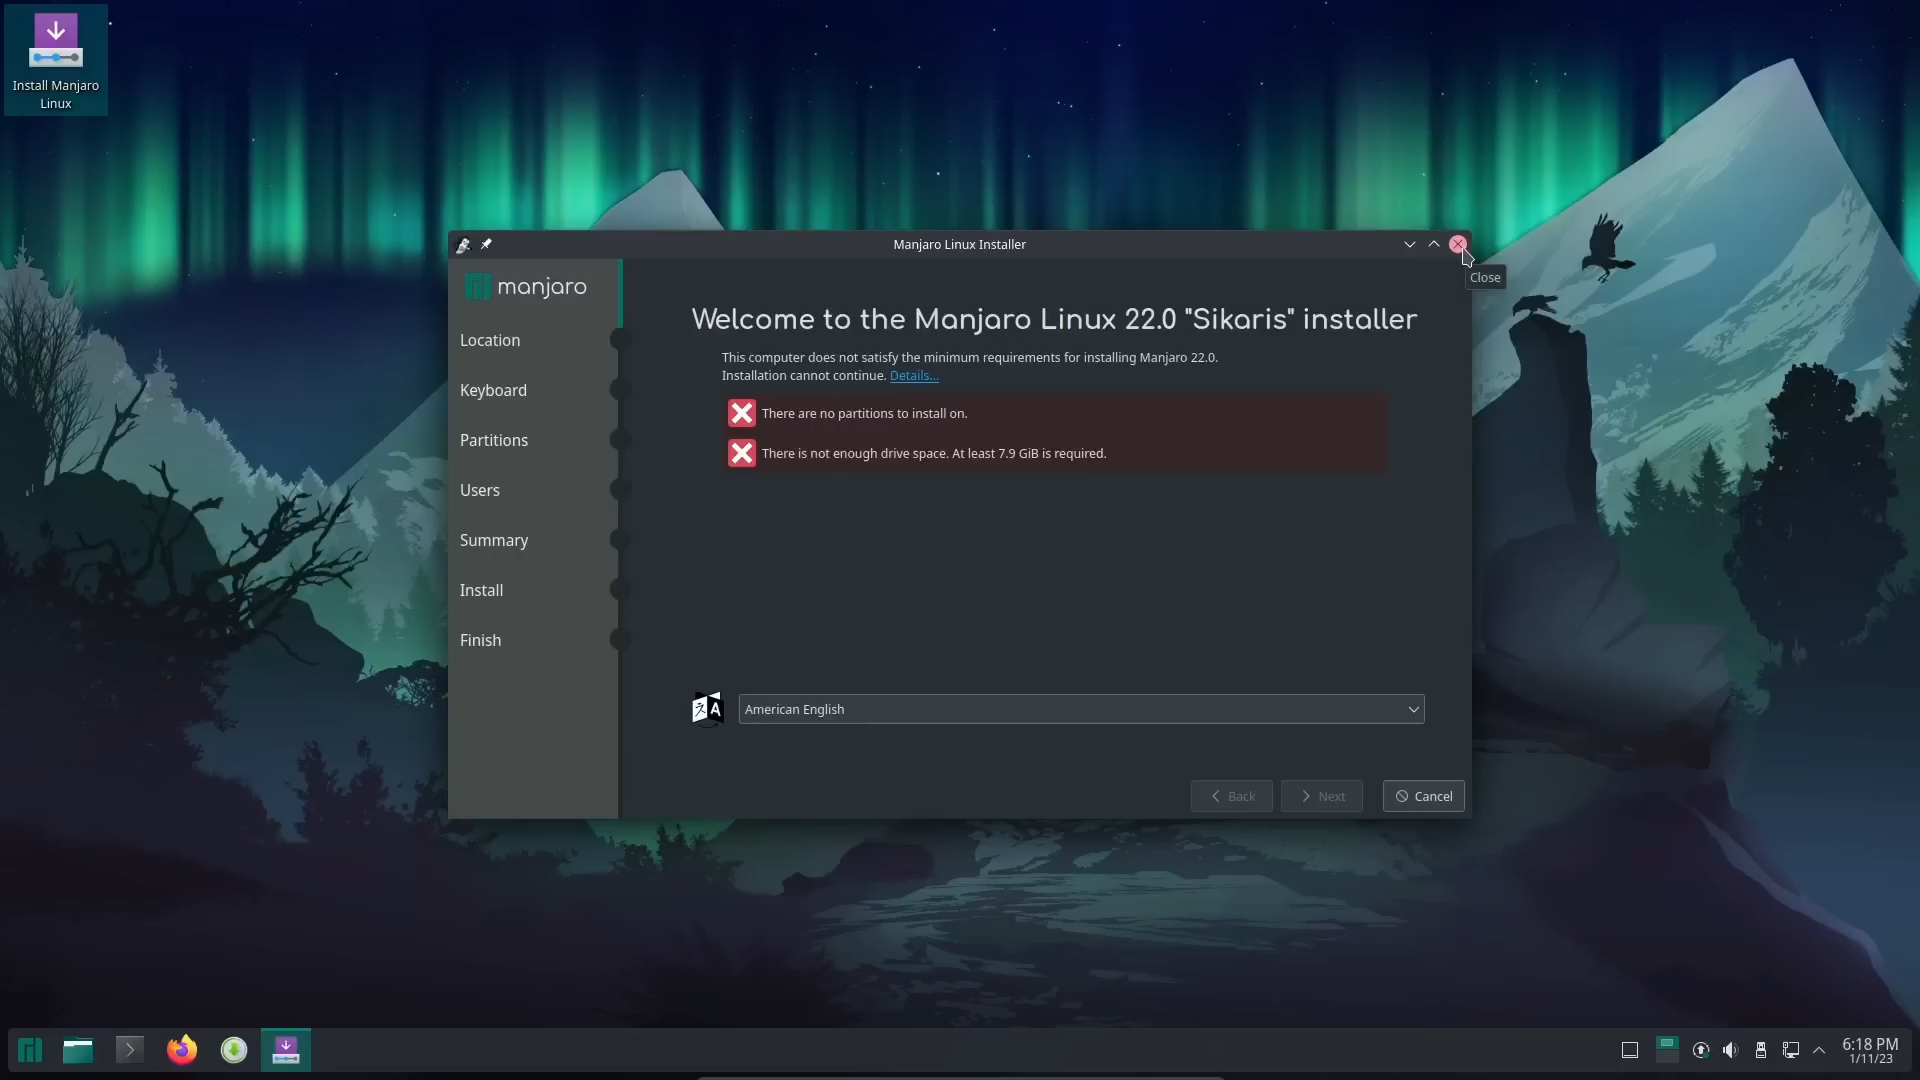 Install Manjaro
Linux
Manjaro Linux Installer
Close
manjaro
Location
Keyboard
Partitions
Users
Summary
Install
Finish
Welcome to the Manjaro Linux 22.0 "Sikaris" installer
This computer does not satisfy the minimum requirements for installing Manjaro 22.0.
Installation cannot continue. Details...
There are no partitions to install on.
There is not enough drive space. At least 7.9 GiB is required.
American English
Back
Next
Cancel
6:18 PM
1/11/23